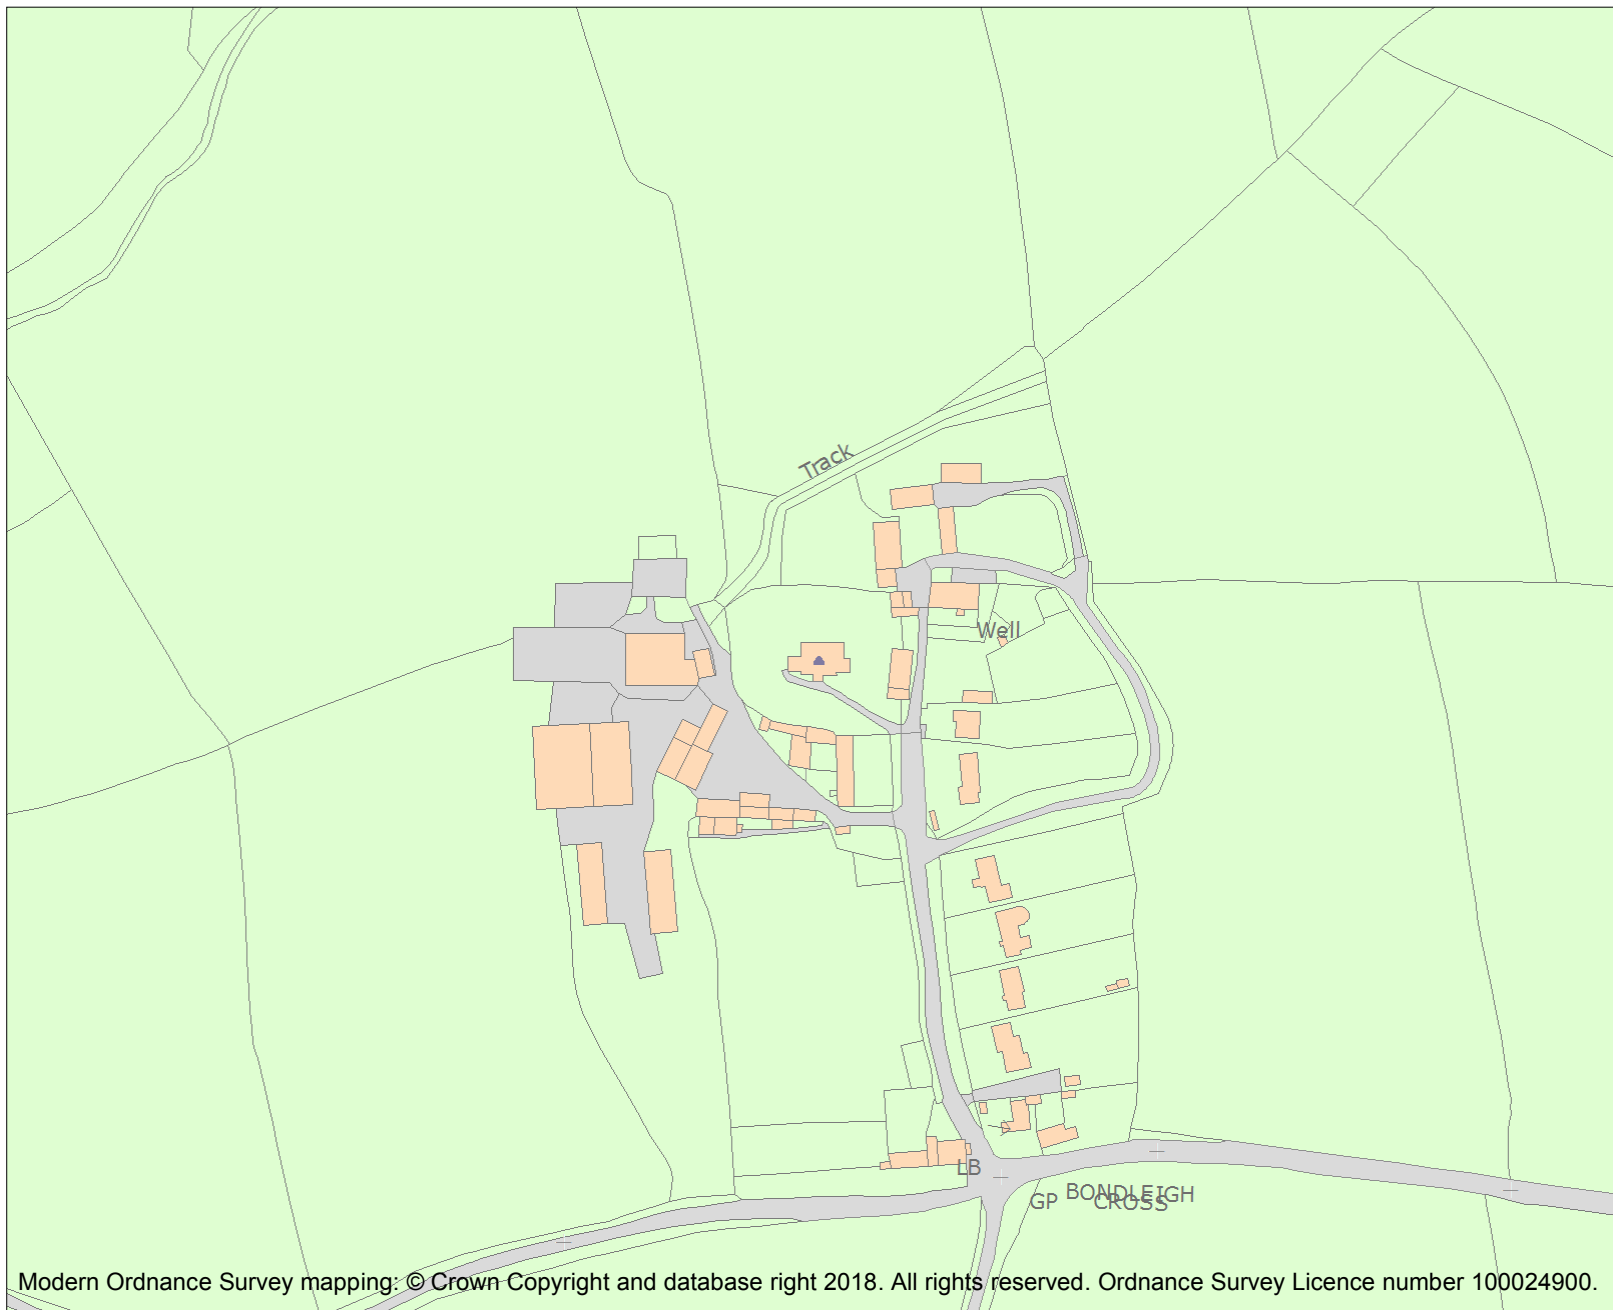 Track
Well
LB
GP
BONDLEIGH
CROSS
Modern Ordnance Survey mapping: © Crown Copyright and database right 2018. All rights reserved. Ordnance Survey Licence number 100024900.